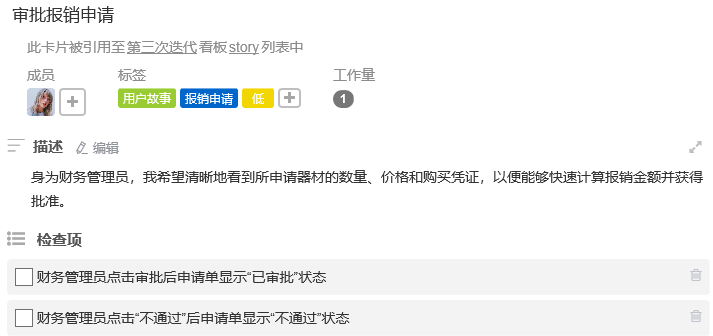 审批报销申请
此卡片被引用至第三次迭代看板story列表中
成员 标签 工作量
用户故事 报销申请 低 1
描述 编辑
身为财务管理员，我希望清晰地看到所申请器材的数量、价格和购买凭证，以便能够快速计算报销金额并获得
批准。
检查项
财务管理员点击审批后申请单显示“已审批”状态
财务管理员点击“不通过”后申请单显示“不通过”状态